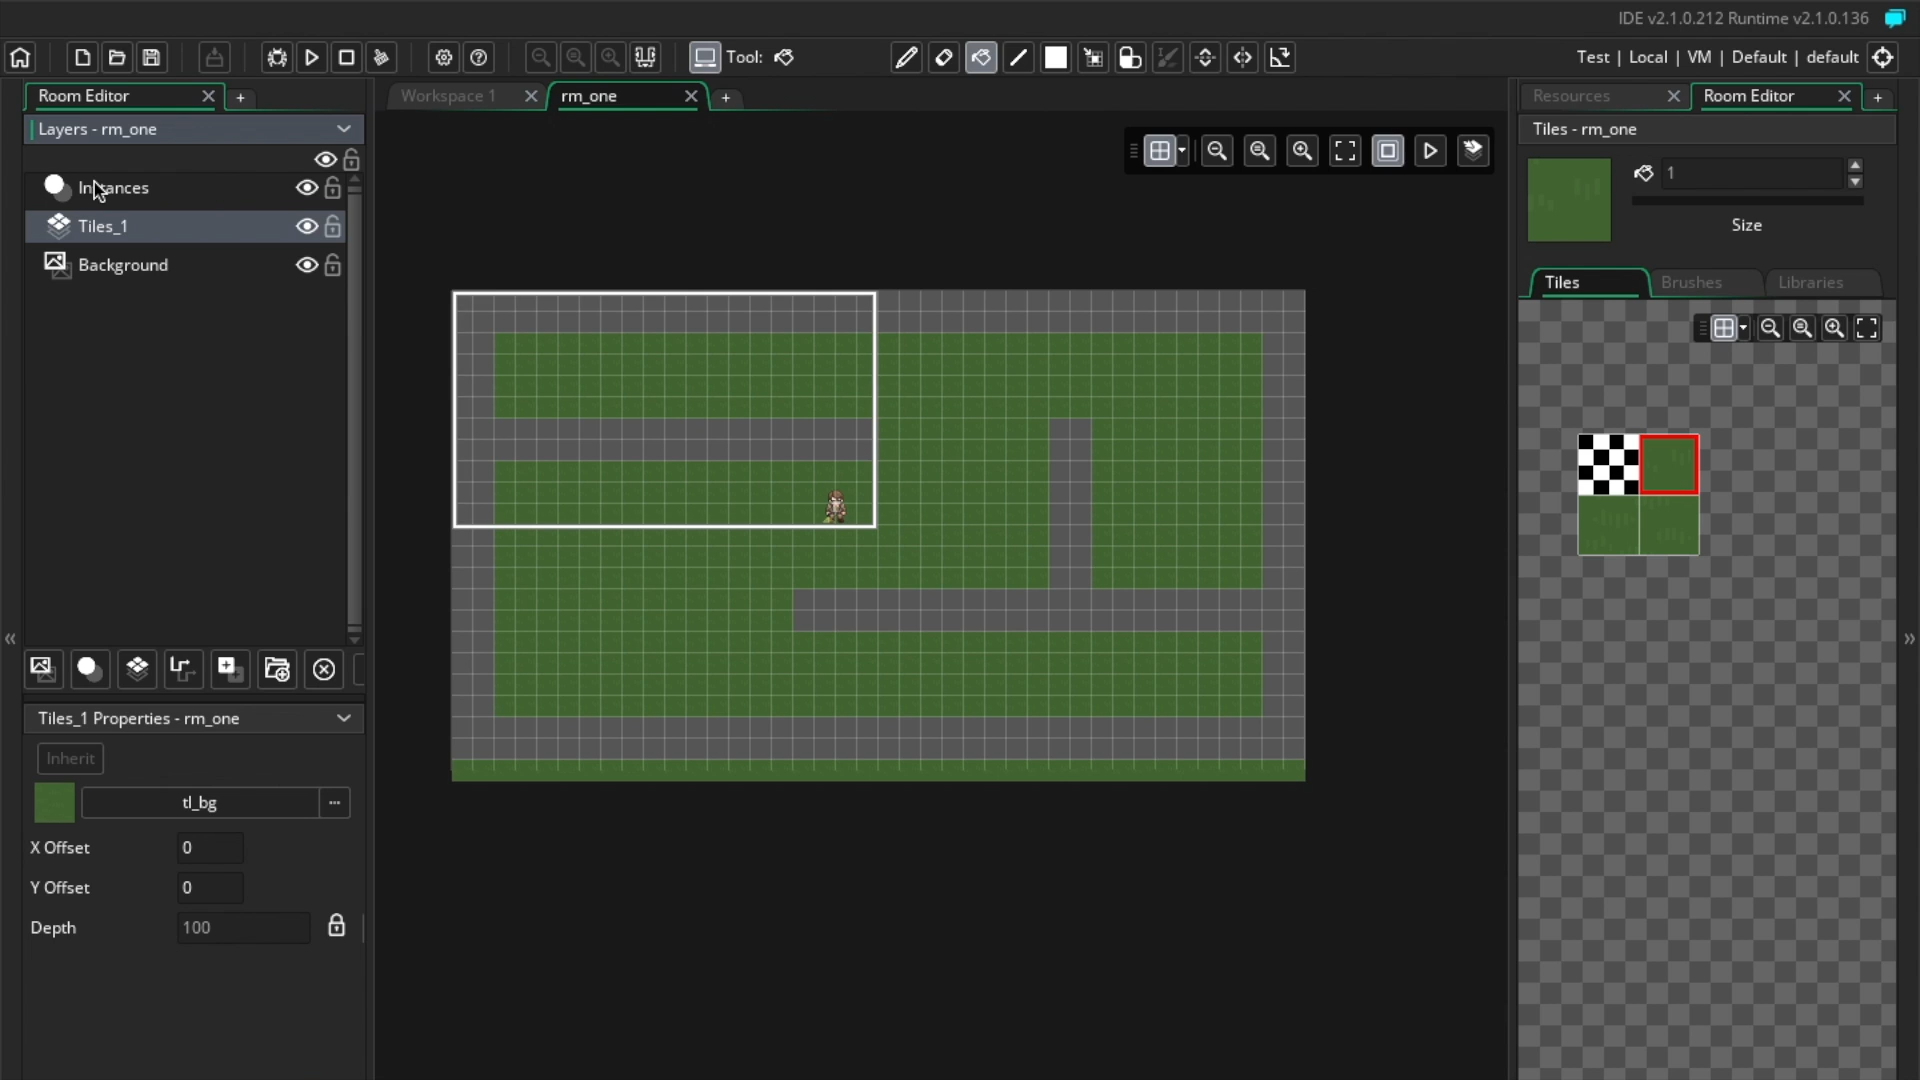 IDE v2.1.0.212 Runtime v2.1.0.136
Tool:
Test | Local | VM | Default | default
Room Editor
Workspace 1
rm_one
Resources
Room Editor
Layers - rm_one
Tiles - rm_one
1
Size
Instances
Tiles_1
Background
Tiles
Brushes
Libraries
Tiles_1 Properties - rm_one
Inherit
tl_bg
X Offset
0
Y Offset
0
Depth
100